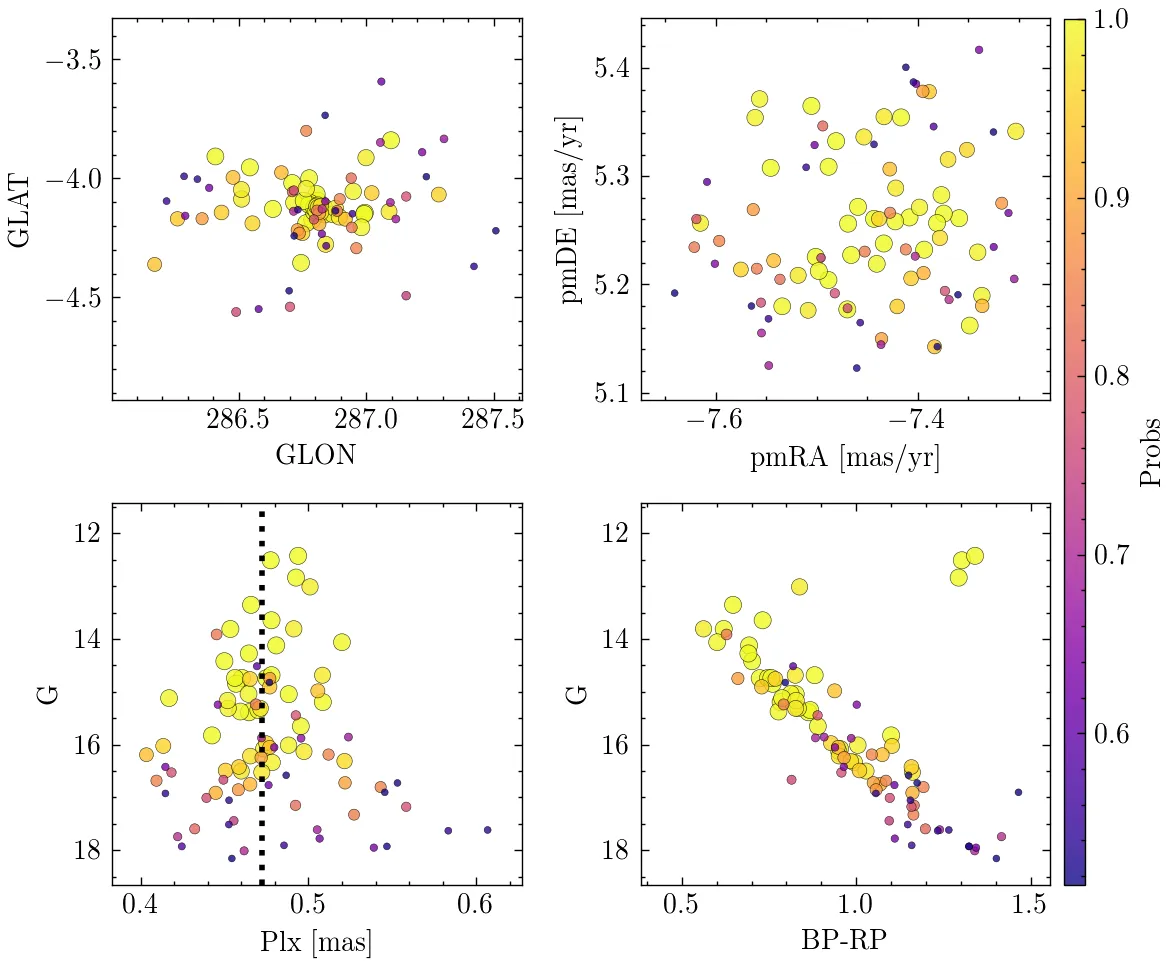 −3.5
−4.0
−4.5
GLAT
286.5 287.0 287.5
GLON
5.4
5.3
5.2
5.1
pmDE [mas/yr]
−7.6 −7.4
pmRA [mas/yr]
12
14
16
18
G
0.4 0.5 0.6
Plx [mas]
12
14
16
18
G
0.5 1.0 1.5
BP-RP
1.0
0.9
0.8
0.7
0.6
Probs